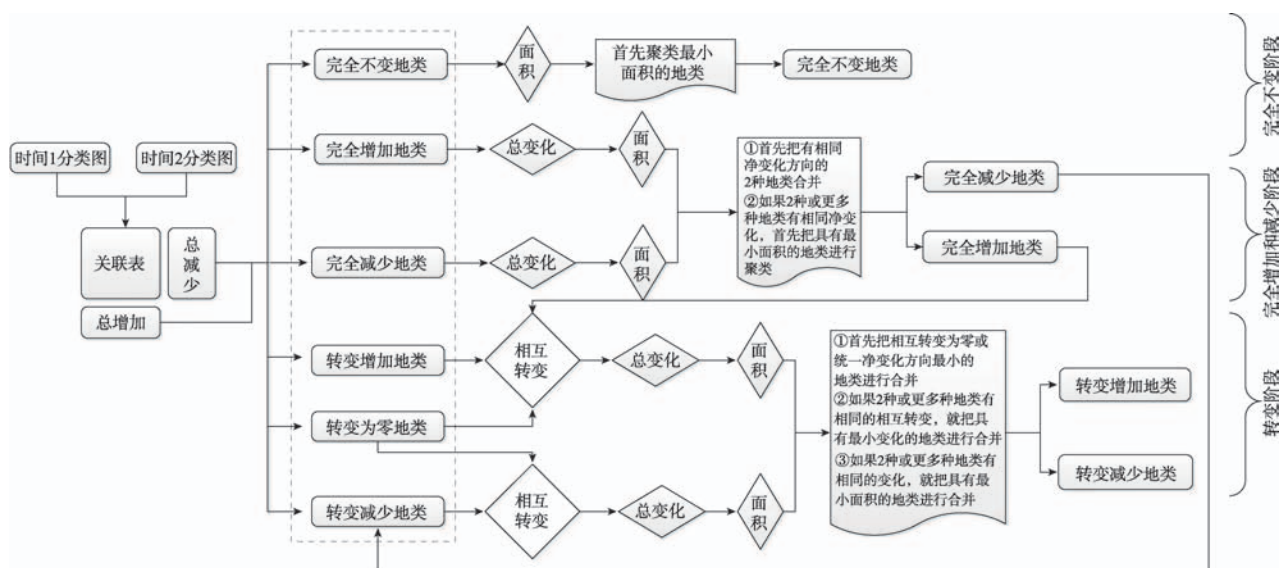 时间1分类图
时间2分类图
关联表
总
减
少
总增加
完全不变地类
面
积
首先聚类最小
面积的地类
完全不变地类
完全增加地类
总变化
面
积
完全减少地类
总变化
面
积
①首先把有相同
净变化方向的
2种地类合并
②如果2种或更多
种地类有相同净变
化，首先把具有最
小面积的地类进行
聚类
完全减少地类
完全增加地类
转变增加地类
相互
转变
总变化
面
积
转变为零地类
转变减少地类
相互
转变
总变化
面
积
①首先把相互转变为零或
统一净变化方向最小的
地类进行合并
②如果2种或更多种地类有
相同的相互转变，就把具
有最小变化的地类进行合并
③如果2种或更多种地类有
相同的变化，就把具有最
小面积的地类进行合并
转变增加地类
转变减少地类
完全不变阶段
完全增加和减少阶段
转变阶段